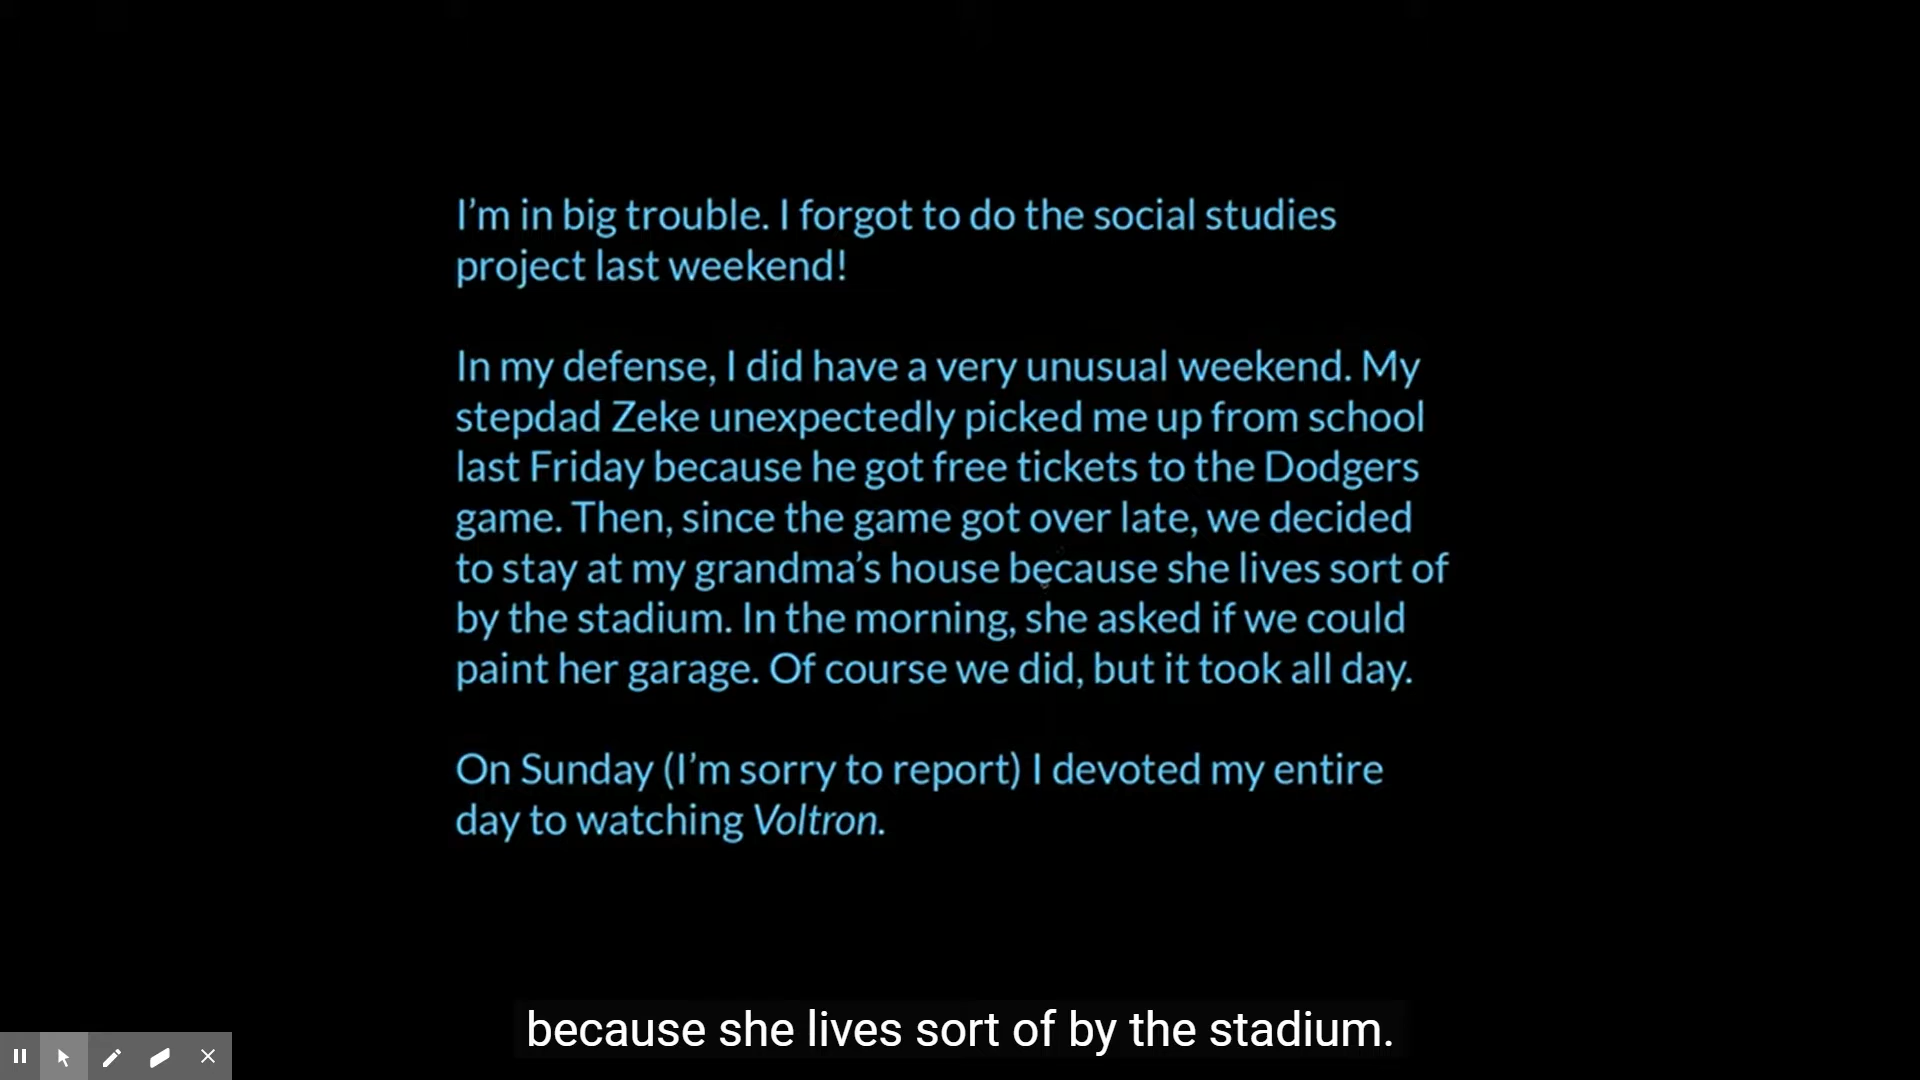 I'm in big trouble. I forgot to do the social studies
project last weekend!
In my defense, I did have a very unusual weekend. My
stepdad Zeke unexpectedly picked me up from school
last Friday because he got free tickets to the Dodgers
game. Then, since the game got over late, we decided
to stay at my grandma's house because she lives sort of
by the stadium. In the morning, she asked if we could
paint her garage. Of course we did, but it took all day.
On Sunday (I'm sorry to report) I devoted my entire
day to watching Voltron.
because she lives sort of by the stadium.